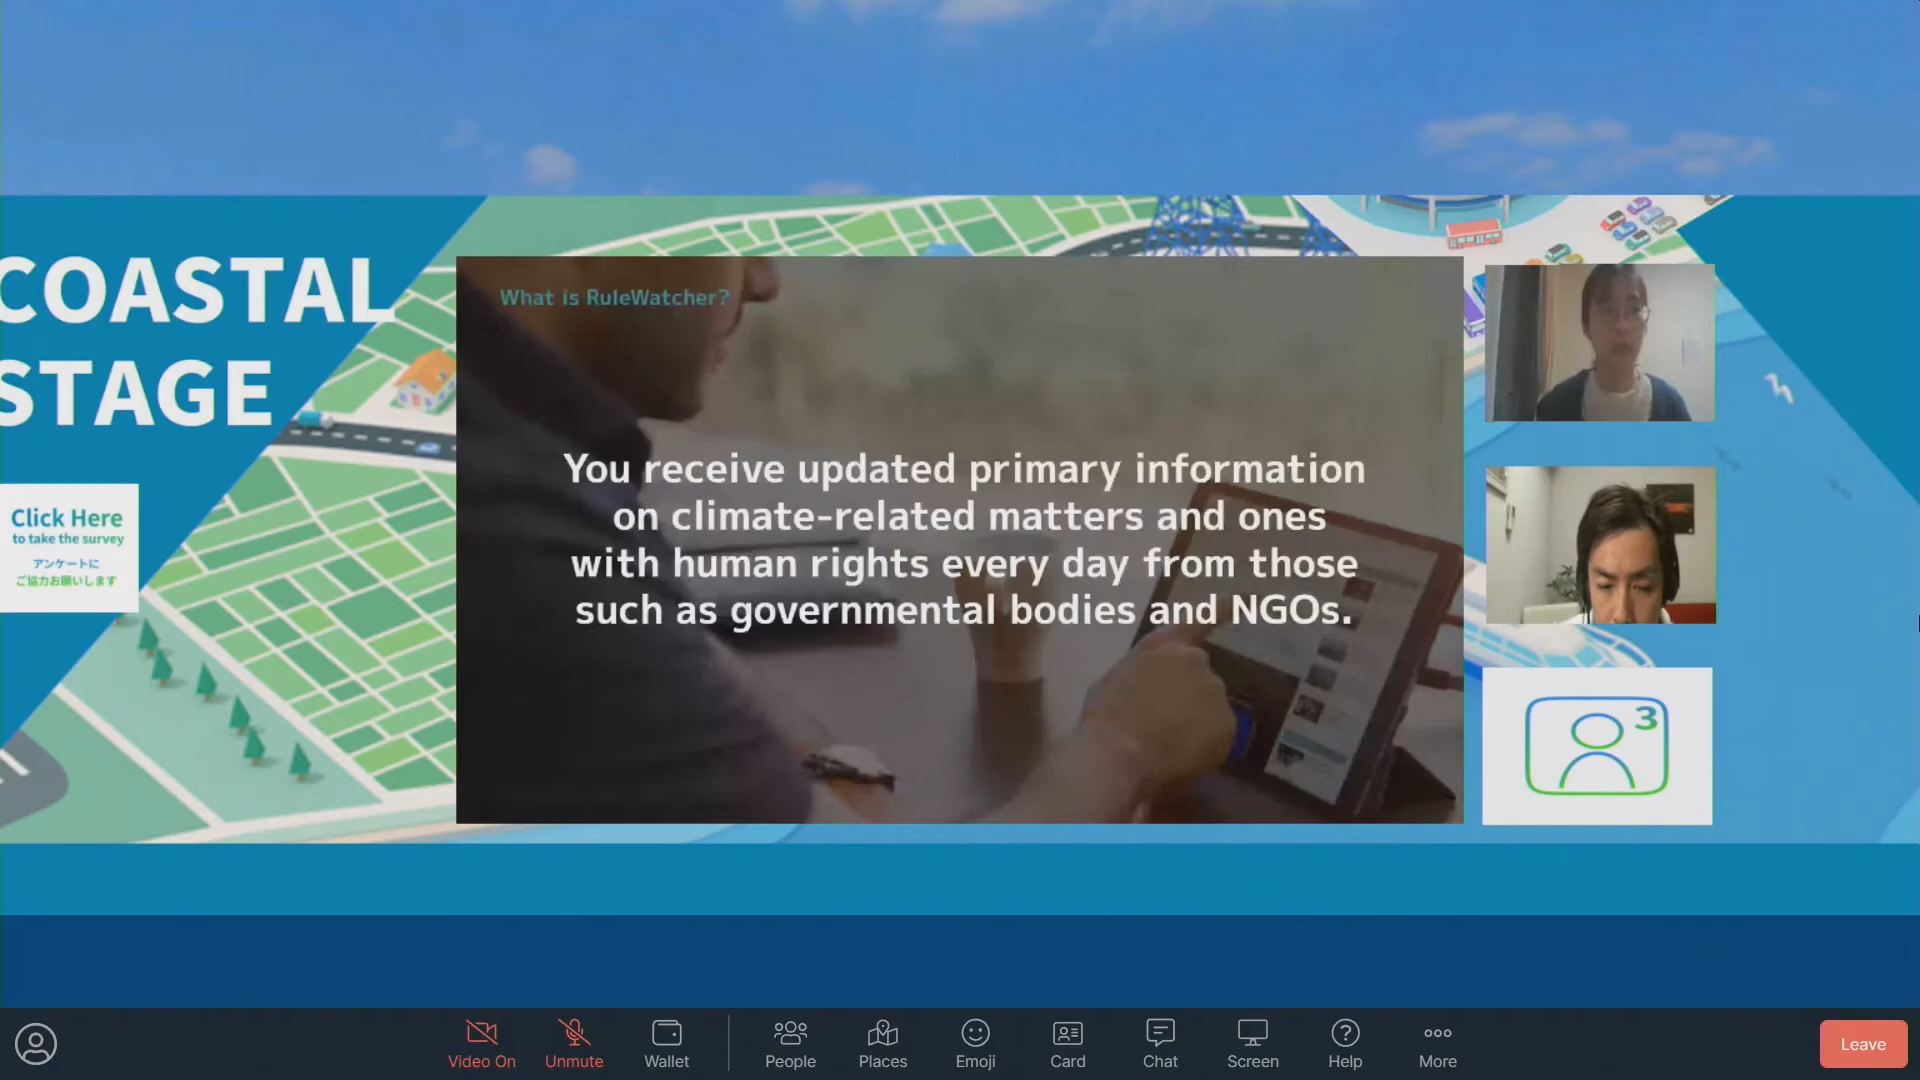 COASTAL
STAGE
Click Here
to take the survey
アンケートに
ご協力お願いします
What is RuleWatcher?
You receive updated primary information
on climate-related matters and ones
with human rights every day from those
such as governmental bodies and NGOs.
3
Video On
Unmute
Wallet
People
Places
Emoji
Card
Chat
Screen
Help
More
Leave